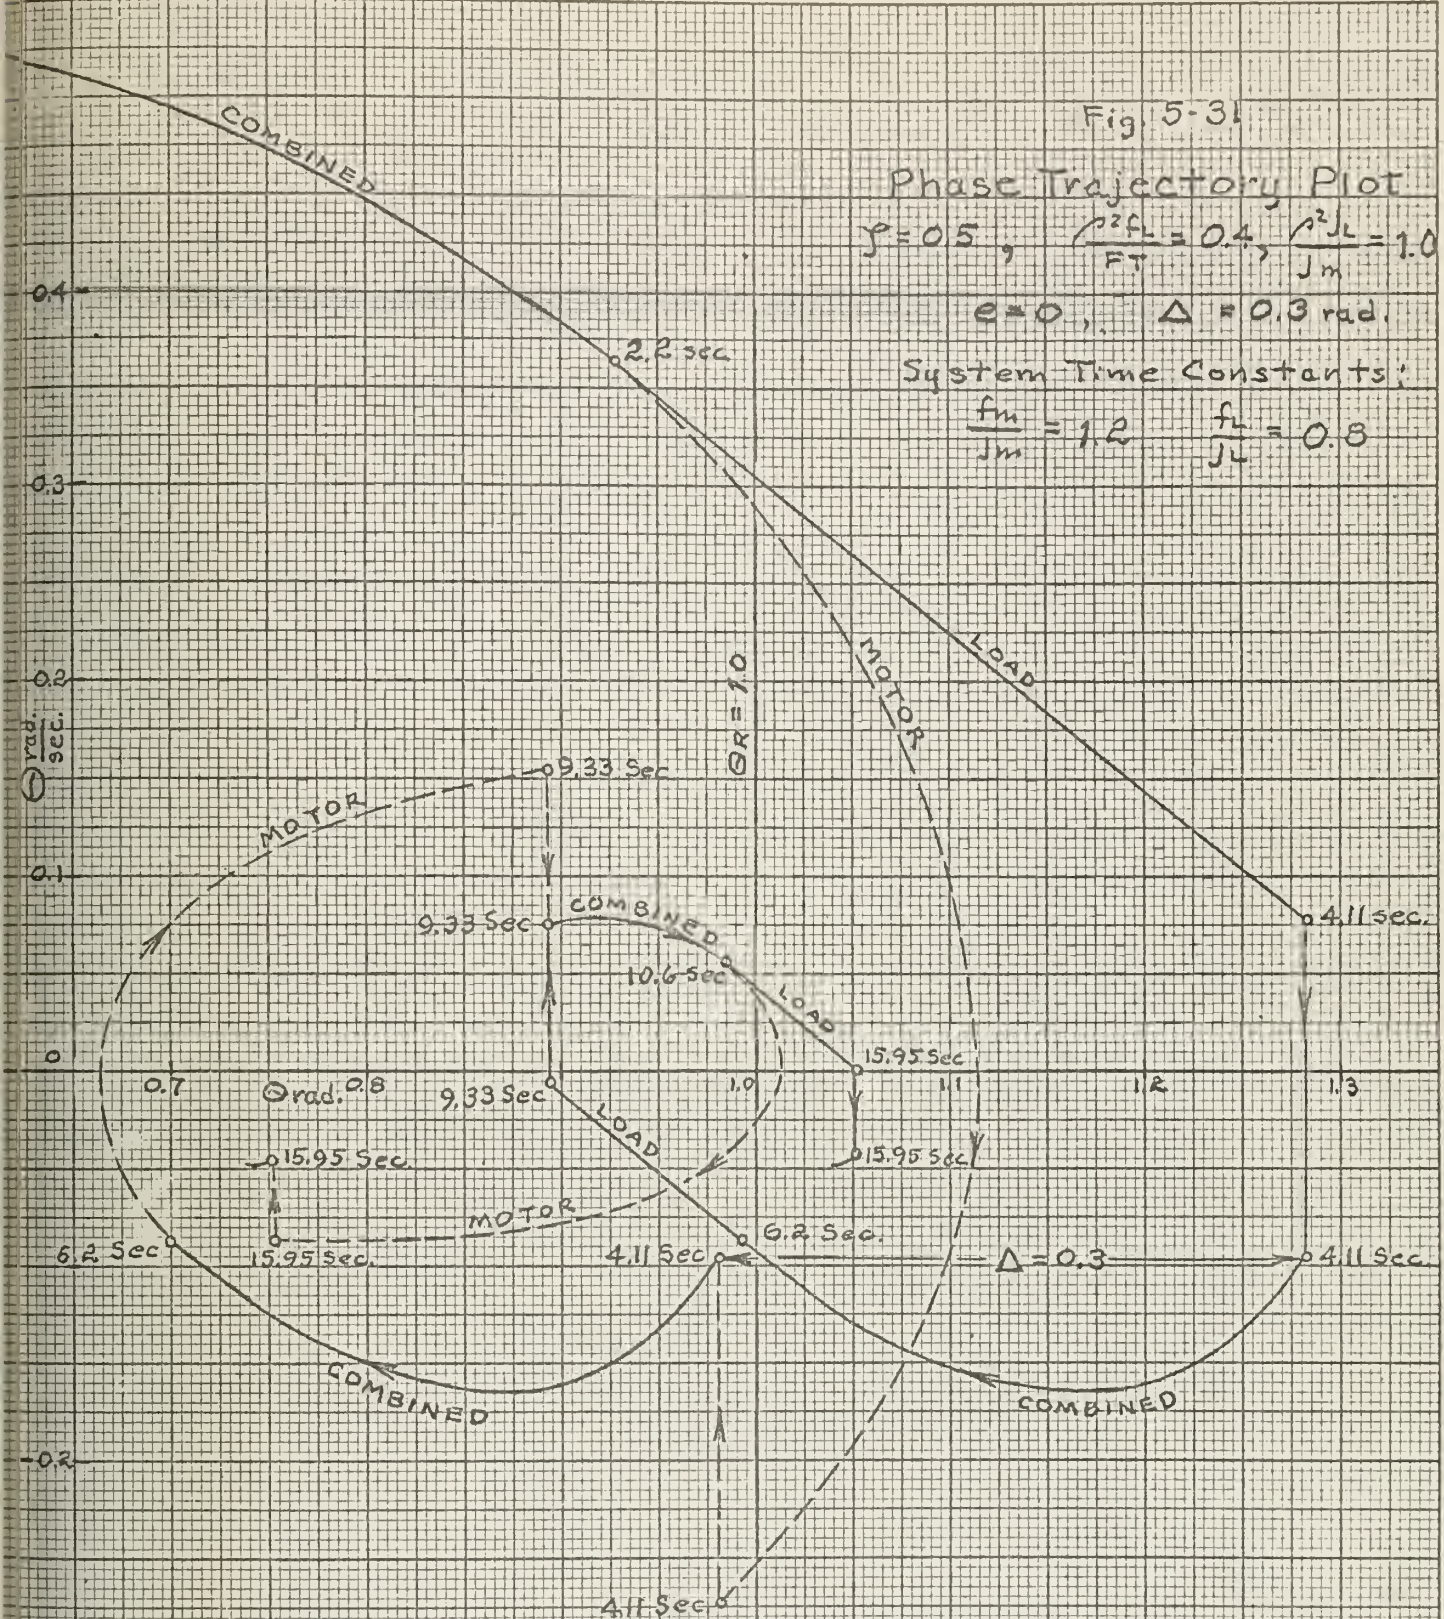 Fig. 5-31
Phase Trajectory Plot
ζ = 0.5 , ρ²fL/FT = 0.4, ρ²JL/Jm = 1.0
e = 0 , Δ = 0.3 rad.
System Time Constants:
fm/Jm = 1.2 fL/JL = 0.8
COMBINED
0.4
2.2 sec
0.3
LOAD
MOTOR
ΘR = 1.0
0.2
Θ rad./sec.
9.33 Sec
MOTOR
0.1
COMBINED
9.33 Sec
4.11 sec.
10.6 Sec
LOAD
0
15.95 Sec
0.7
Θ rad.
0.8
9.33 Sec
1.0
1.1
1.2
1.3
LOAD
15.95 Sec.
15.95 Sec
MOTOR
6.2 Sec.
6.2 Sec
15.95 Sec.
4.11 Sec
Δ = 0.3
4.11 Sec.
COMBINED
COMBINED
-0.2
4.11 Sec.